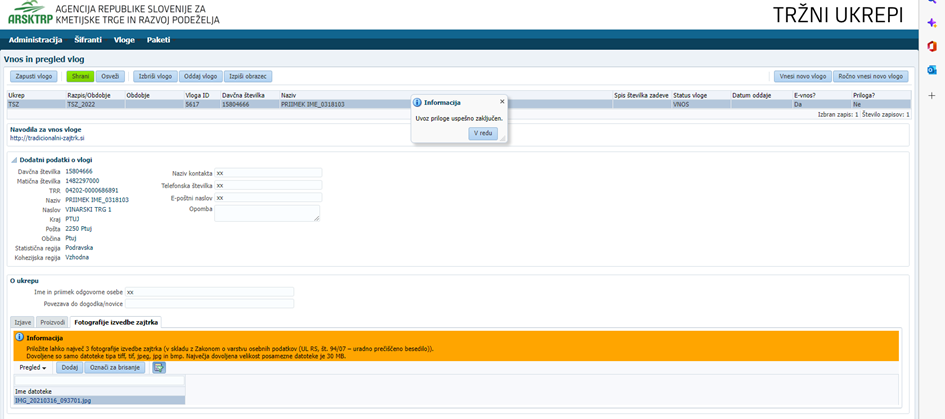 ARSKTRP
AGENCIJA REPUBLIKE SLOVENIJE ZA
KMETIJSKE TRGE IN RAZVOJ PODEŽELJA
TRŽNI UKREPI
Administracija Šifranti Vloge Paketi
Vnos in pregled vlog
Zapusti vlogo Shrani Osveži Izbriši vlogo Oddaj vlogo Izpiši obrazec Vnesi novo vlogo Ročno vnesi novo vlogo
Ukrep Razpis/Obdobje Obdobje Vloga ID Davčna številka Naziv Spis številka zadeve Status vloge Datum oddaje E-vnos? Priloga?
TSZ TSZ_2022 5617 15804666 PRIIMEK IME_0318103 VNOS Da Ne
Izbran zapis: 1 Število zapisov: 1
Informacija
Uvoz priloge uspešno zaključen.
V redu
Navodila za vnos vloge
http://tradicionalni-zajtrk.si
Dodatni podatki o vlogi
Davčna številka 15804666
Matična številka 1482297000
TRR 04202-0000686891
Naziv PRIIMEK IME_0318103
Naslov VINARSKI TRG 1
Kraj PTUJ
Pošta 2250 Ptuj
Občina Ptuj
Statistična regija Podravska
Kohezijska regija Vzhodna
Naziv kontakta xx
Telefonska številka xx
E-poštni naslov xx
Opomba
O ukrepu
Ime in priimek odgovorne osebe xx
Povezava do dogodka/novice
Izjave Proizvodi Fotografije izvedbe zajtrka
Informacija
Priložite lahko največ 3 fotografije izvedbe zajtrka (v skladu z Zakonom o varstvu osebnih podatkov (UL RS, št. 94/07 – uradno prečiščeno besedilo)).
Dovoljene so samo datoteke tipa tiff, tif, jpeg, jpg in bmp. Največja dovoljena velikost posamezne datoteke je 30 MB.
Pregled Dodaj Označi za brisanje
Ime datoteke
IMG_20210316_093701.jpg